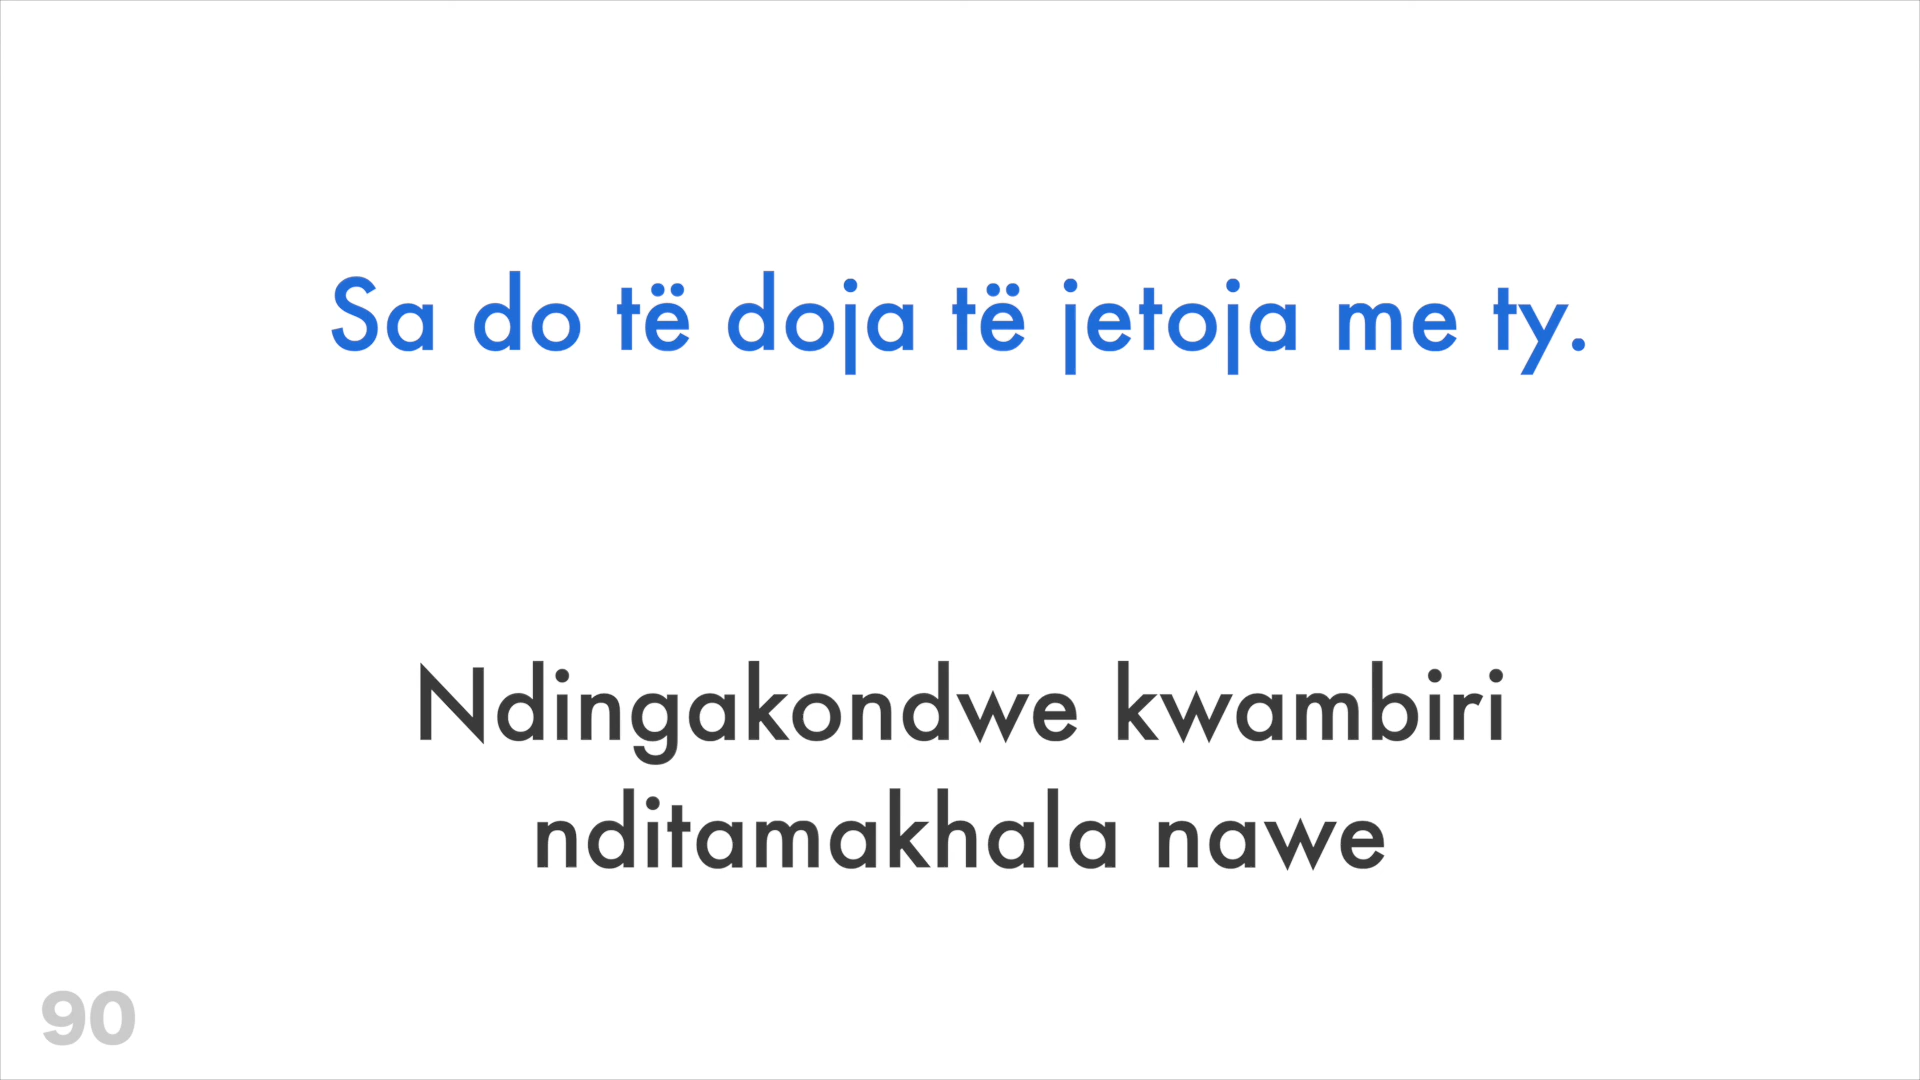 Sa do të doja të jetoja me ty.
Ndingakondwe kwambiri
nditamakhala nawe
90